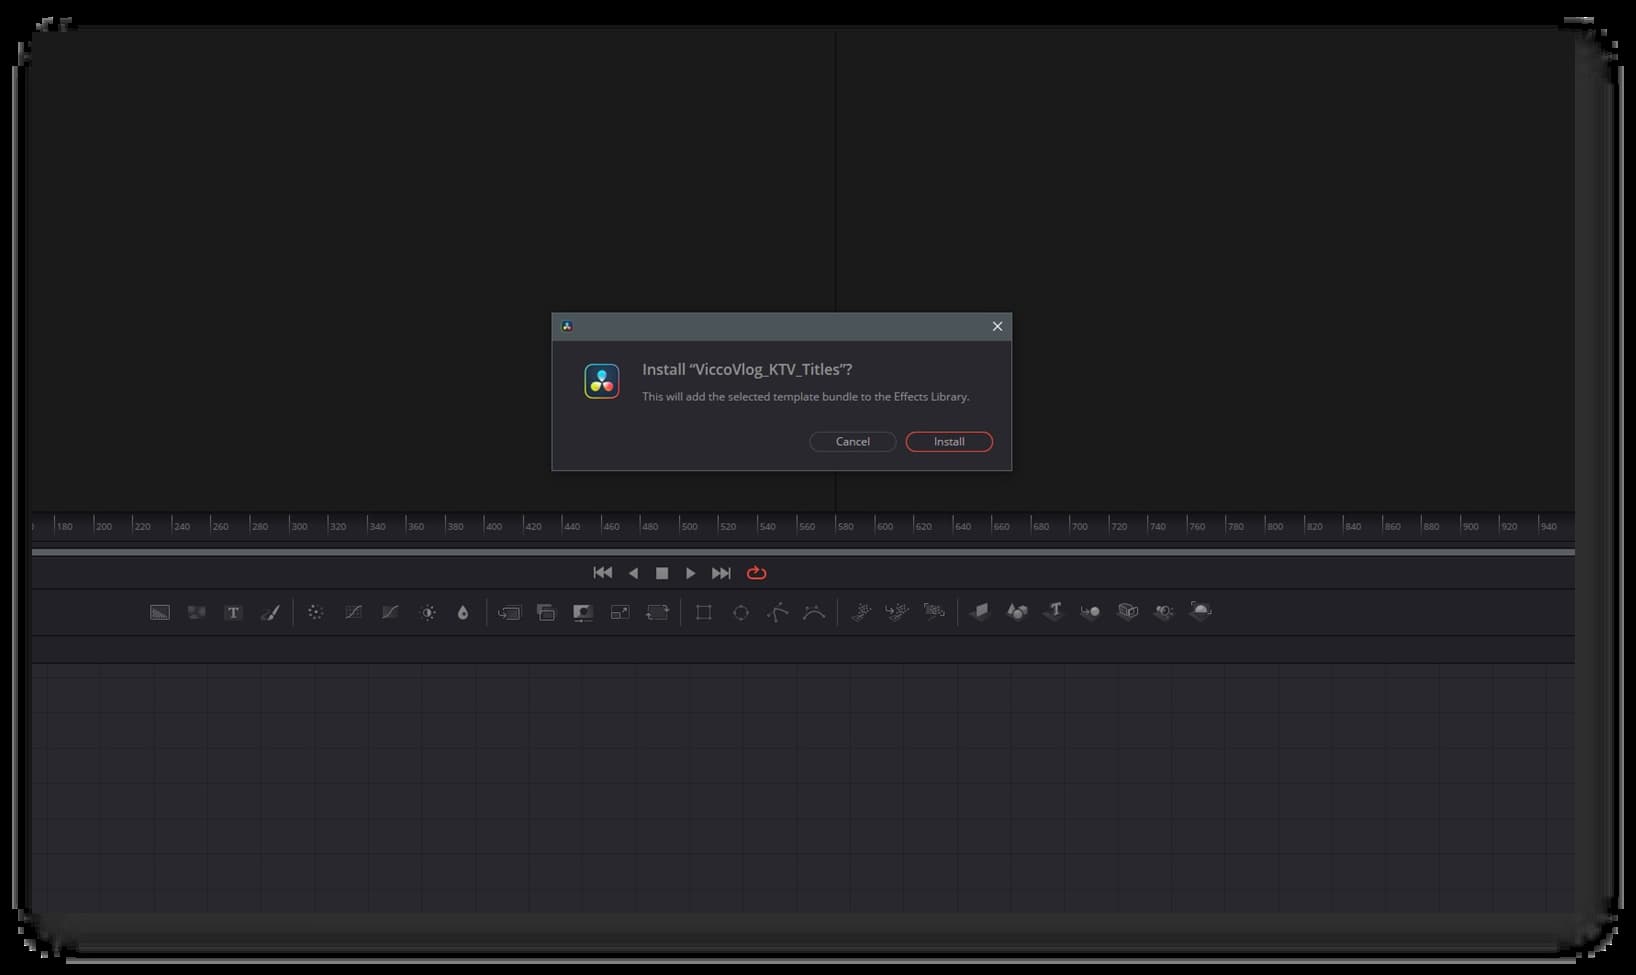 Install “ViccoVlog_KTV_Titles”?
This will add the selected template bundle to the Effects Library.
Cancel Install
180 200 220 240 260 280 300 320 340 360 380 400 420 440 460 480 500 520 540 560 580 600 620 640 660 680 700 720 740 760 780 800 820 840 860 880 900 920 940
T